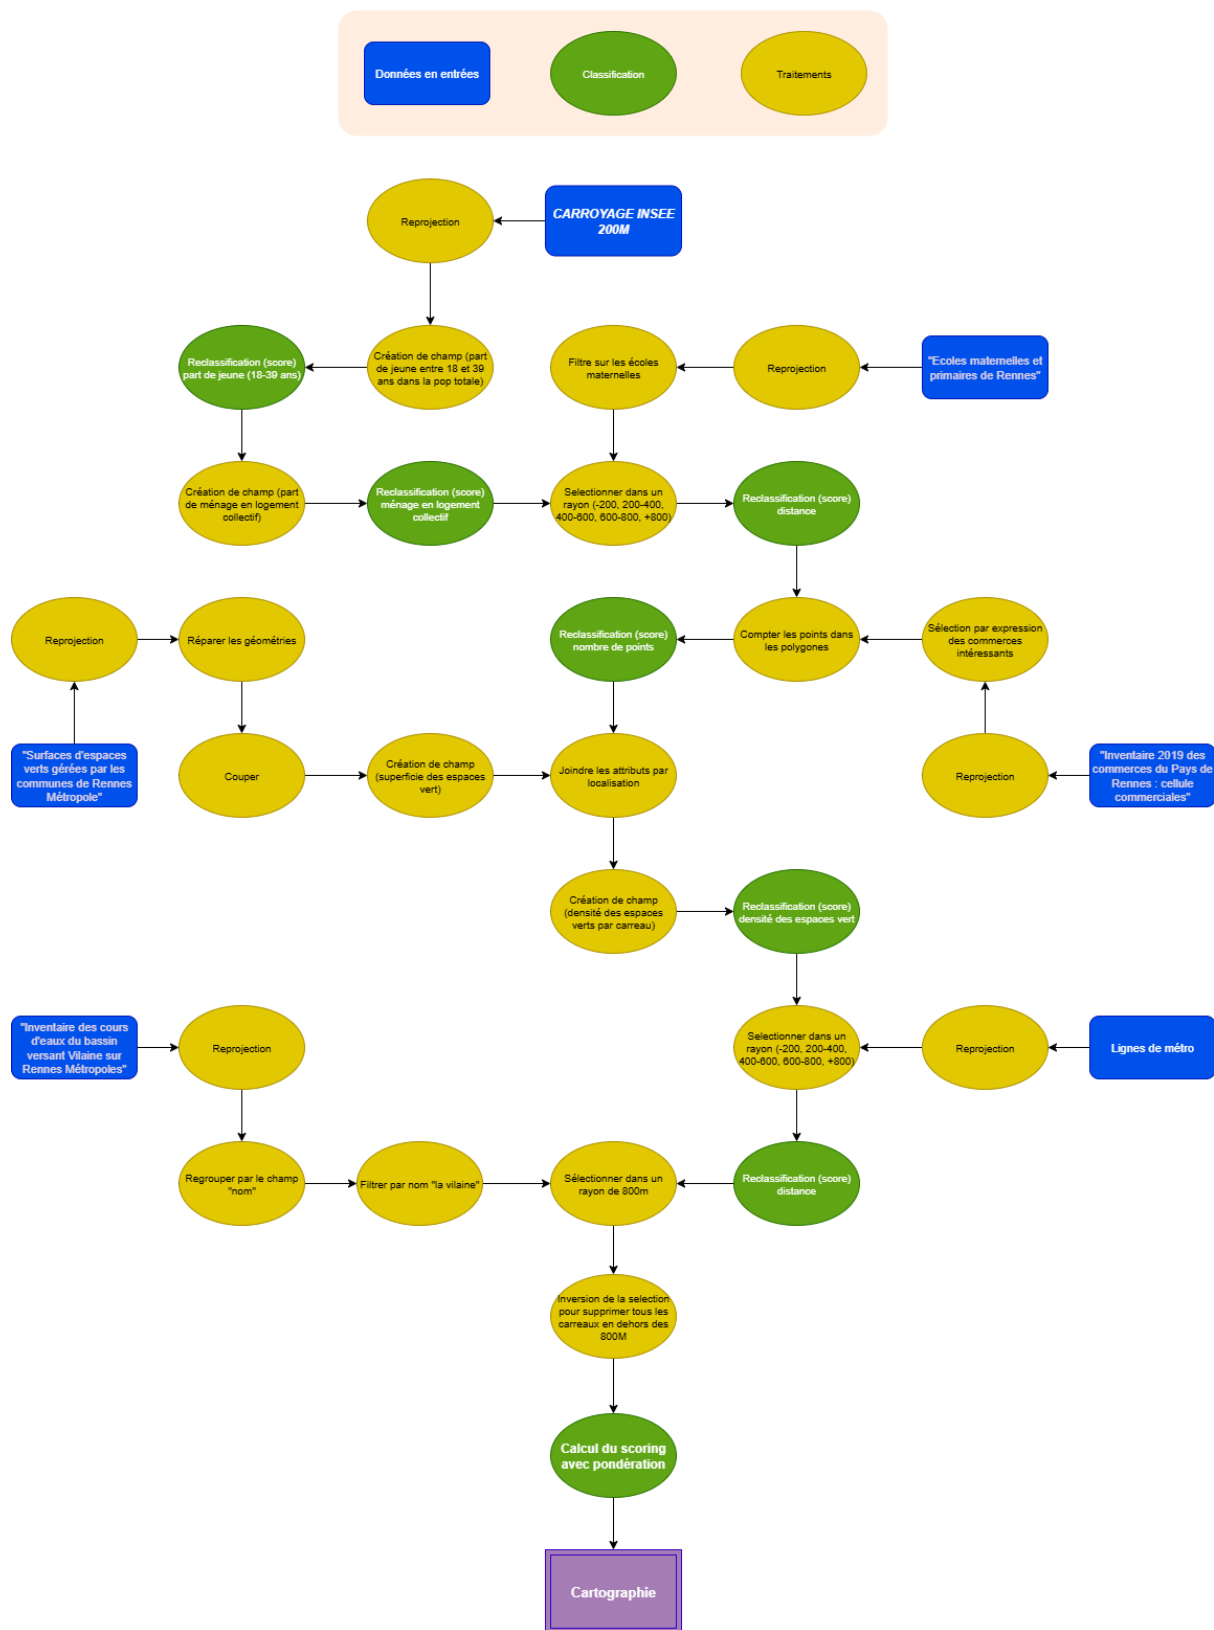 Données en entrées
Classification
Traitements
Reprojection
CARROYAGE INSEE
200M
Reclassification (score)
part de jeune (18-39 ans)
Création de champ (part
de jeune entre 18 et 39
ans dans la pop totale)
Filtre sur les écoles
maternelles
Reprojection
"Ecoles maternelles et
primaires de Rennes"
Création de champ (part
de ménage en logement
collectif)
Reclassification (score)
ménage en logement
collectif
Selectionner dans un
rayon (-200, 200-400,
400-600, 600-800, +800)
Reclassification (score)
distance
Reprojection
Réparer les géométries
Reclassification (score)
nombre de points
Compter les points dans
les polygones
Sélection par expression
des commerces
intéressants
"Surfaces d'espaces
verts gérées par les
communes de Rennes
Métropole"
Couper
Création de champ
(superficie des espaces
vert)
Joindre les attributs par
localisation
Reprojection
"Inventaire 2019 des
commerces du Pays de
Rennes : cellule
commerciales"
Création de champ
(densité des espaces
verts par carreau)
Reclassification (score)
densité des espaces vert
"Inventaire des cours
d'eaux du bassin
versant Vilaine sur
Rennes Métropoles"
Reprojection
Selectionner dans un
rayon (-200, 200-400,
400-600, 600-800, +800)
Reprojection
Lignes de métro
Regrouper par le champ
"nom"
Filtrer par nom "la vilaine"
Sélectionner dans un
rayon de 800m
Reclassification (score)
distance
Inversion de la selection
pour supprimer tous les
carreaux en dehors des
800M
Calcul du scoring
avec pondération
Cartographie